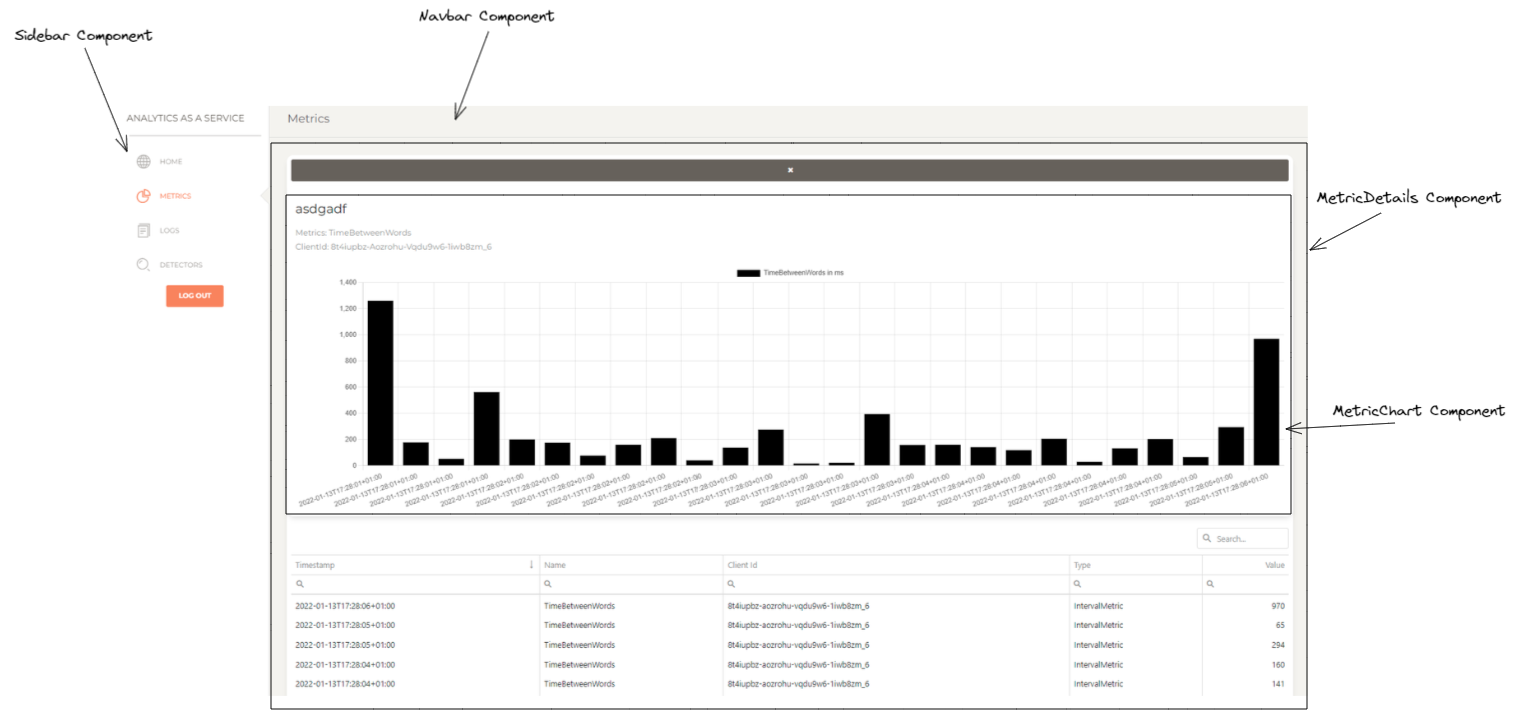 Navbar Component
Sidebar Component
ANALYTICS AS A SERVICE
Metrics
HOME
METRICS
LOGS
DETECTORS
LOG OUT
MetricDetails Component
asdgadf
Metrics: TimeBetweenWords
ClientId: 8t4iupbz-Aozrohu-Vqdu9w6-1iwb8zm_6
TimeBetweenWords in ms
1,400
1,200
1,000
800
600
400
200
0
MetricChart Component
2022-01-13T17:28:01+01:00
2022-01-13T17:28:01+01:00
2022-01-13T17:28:01+01:00
2022-01-13T17:28:01+01:00
2022-01-13T17:28:02+01:00
2022-01-13T17:28:02+01:00
2022-01-13T17:28:02+01:00
2022-01-13T17:28:02+01:00
2022-01-13T17:28:02+01:00
2022-01-13T17:28:03+01:00
2022-01-13T17:28:03+01:00
2022-01-13T17:28:03+01:00
2022-01-13T17:28:03+01:00
2022-01-13T17:28:03+01:00
2022-01-13T17:28:03+01:00
2022-01-13T17:28:04+01:00
2022-01-13T17:28:04+01:00
2022-01-13T17:28:04+01:00
2022-01-13T17:28:04+01:00
2022-01-13T17:28:04+01:00
2022-01-13T17:28:04+01:00
2022-01-13T17:28:04+01:00
2022-01-13T17:28:05+01:00
2022-01-13T17:28:05+01:00
2022-01-13T17:28:06+01:00
Search...
Timestamp Name Client Id Type Value
2022-01-13T17:28:06+01:00 TimeBetweenWords 8t4iupbz-aozrohu-vqdu9w6-1iwb8zm_6 IntervalMetric 970
2022-01-13T17:28:05+01:00 TimeBetweenWords 8t4iupbz-aozrohu-vqdu9w6-1iwb8zm_6 IntervalMetric 65
2022-01-13T17:28:05+01:00 TimeBetweenWords 8t4iupbz-aozrohu-vqdu9w6-1iwb8zm_6 IntervalMetric 294
2022-01-13T17:28:04+01:00 TimeBetweenWords 8t4iupbz-aozrohu-vqdu9w6-1iwb8zm_6 IntervalMetric 160
2022-01-13T17:28:04+01:00 TimeBetweenWords 8t4iupbz-aozrohu-vqdu9w6-1iwb8zm_6 IntervalMetric 141